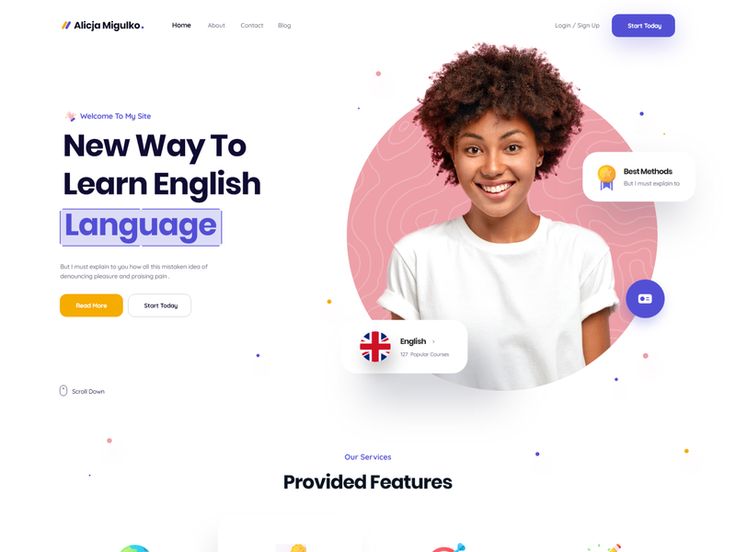 Alicja Migulko.
Home
About
Contact
Blog
Login / Sign Up
Start Today
Welcome To My Site
New Way To
Learn English
Language
But I must explain to you how all this mistaken idea of
denouncing pleasure and praising pain .
Read More
Start Today
Best Methods
But I must explain to
English
127 Popular Courses
Scroll Down
Our Services
Provided Features